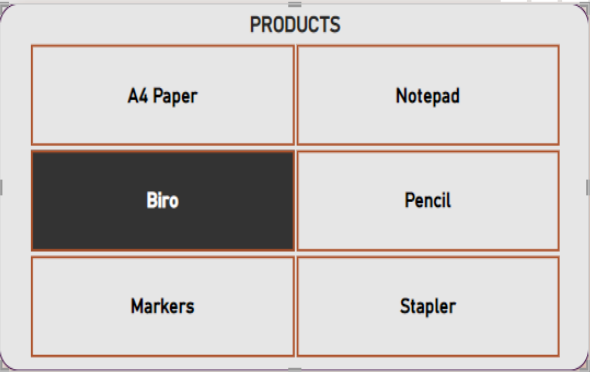 PRODUCTS
A4 Paper
Notepad
Biro
Pencil
Markers
Stapler